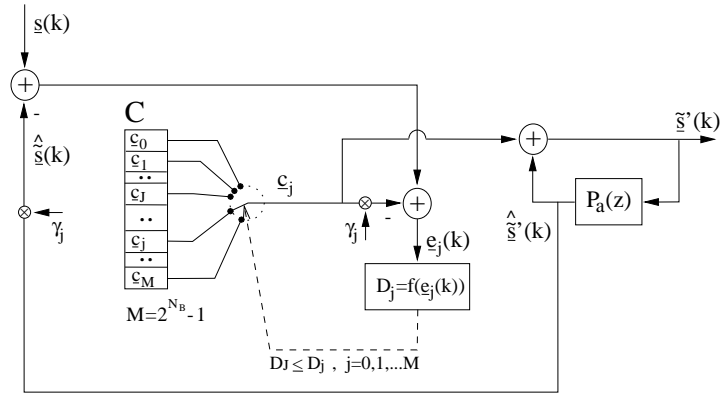 s(k)
+
-
ŝ̃(k)
γj
C
c0
c1
..
cJ
..
cj
..
cM
M=2^NB-1
cj
γj
-
+
ej(k)
Dj=f(ej(k))
DJ ≤ Dj , j=0,1,...M
+
s̃'(k)
Pa(z)
ŝ̃'(k)